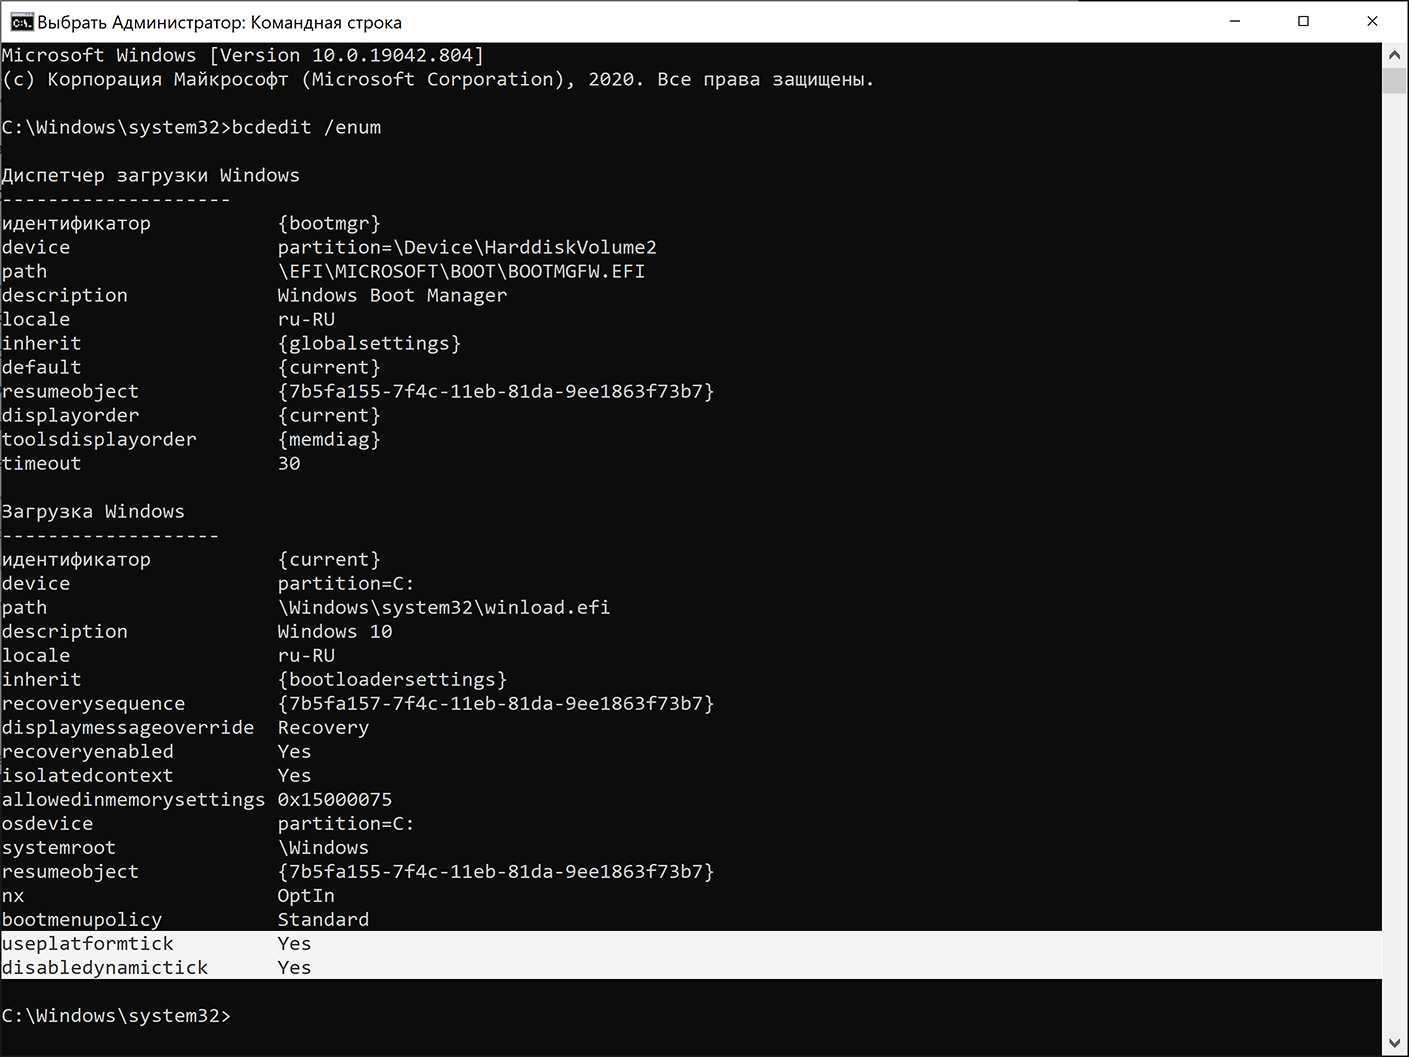 Выбрать Администратор: Командная строка
Microsoft Windows [Version 10.0.19042.804]
(c) Корпорация Майкрософт (Microsoft Corporation), 2020. Все права защищены.
C:\Windows\system32>bcdedit /enum
Диспетчер загрузки Windows
--------------------
идентификатор           {bootmgr}
device                  partition=\Device\HarddiskVolume2
path                    \EFI\MICROSOFT\BOOT\BOOTMGFW.EFI
description             Windows Boot Manager
locale                  ru-RU
inherit                 {globalsettings}
default                 {current}
resumeobject            {7b5fa155-7f4c-11eb-81da-9ee1863f73b7}
displayorder            {current}
toolsdisplayorder       {memdiag}
timeout                 30
Загрузка Windows
-------------------
идентификатор           {current}
device                  partition=C:
path                    \Windows\system32\winload.efi
description             Windows 10
locale                  ru-RU
inherit                 {bootloadersettings}
recoverysequence        {7b5fa157-7f4c-11eb-81da-9ee1863f73b7}
displaymessageoverride  Recovery
recoveryenabled         Yes
isolatedcontext         Yes
allowedinmemorysettings 0x15000075
osdevice                partition=C:
systemroot              \Windows
resumeobject            {7b5fa155-7f4c-11eb-81da-9ee1863f73b7}
nx                      OptIn
bootmenupolicy          Standard
useplatformtick         Yes
disabledynamictick      Yes
C:\Windows\system32>